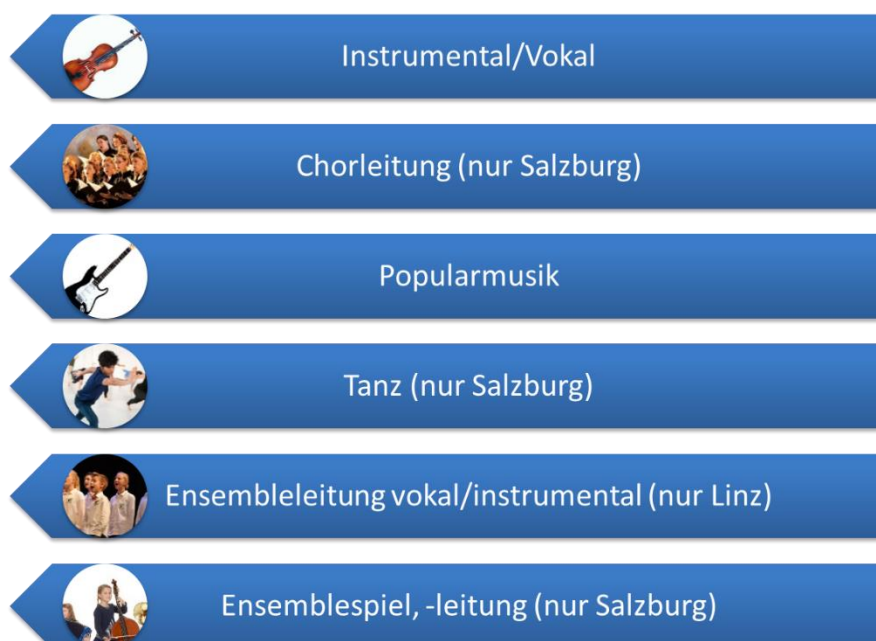 Instrumental/Vokal
Chorleitung (nur Salzburg)
Popularmusik
Tanz (nur Salzburg)
Ensembleleitung vokal/instrumental (nur Linz)
Ensemblespiel, -leitung (nur Salzburg)